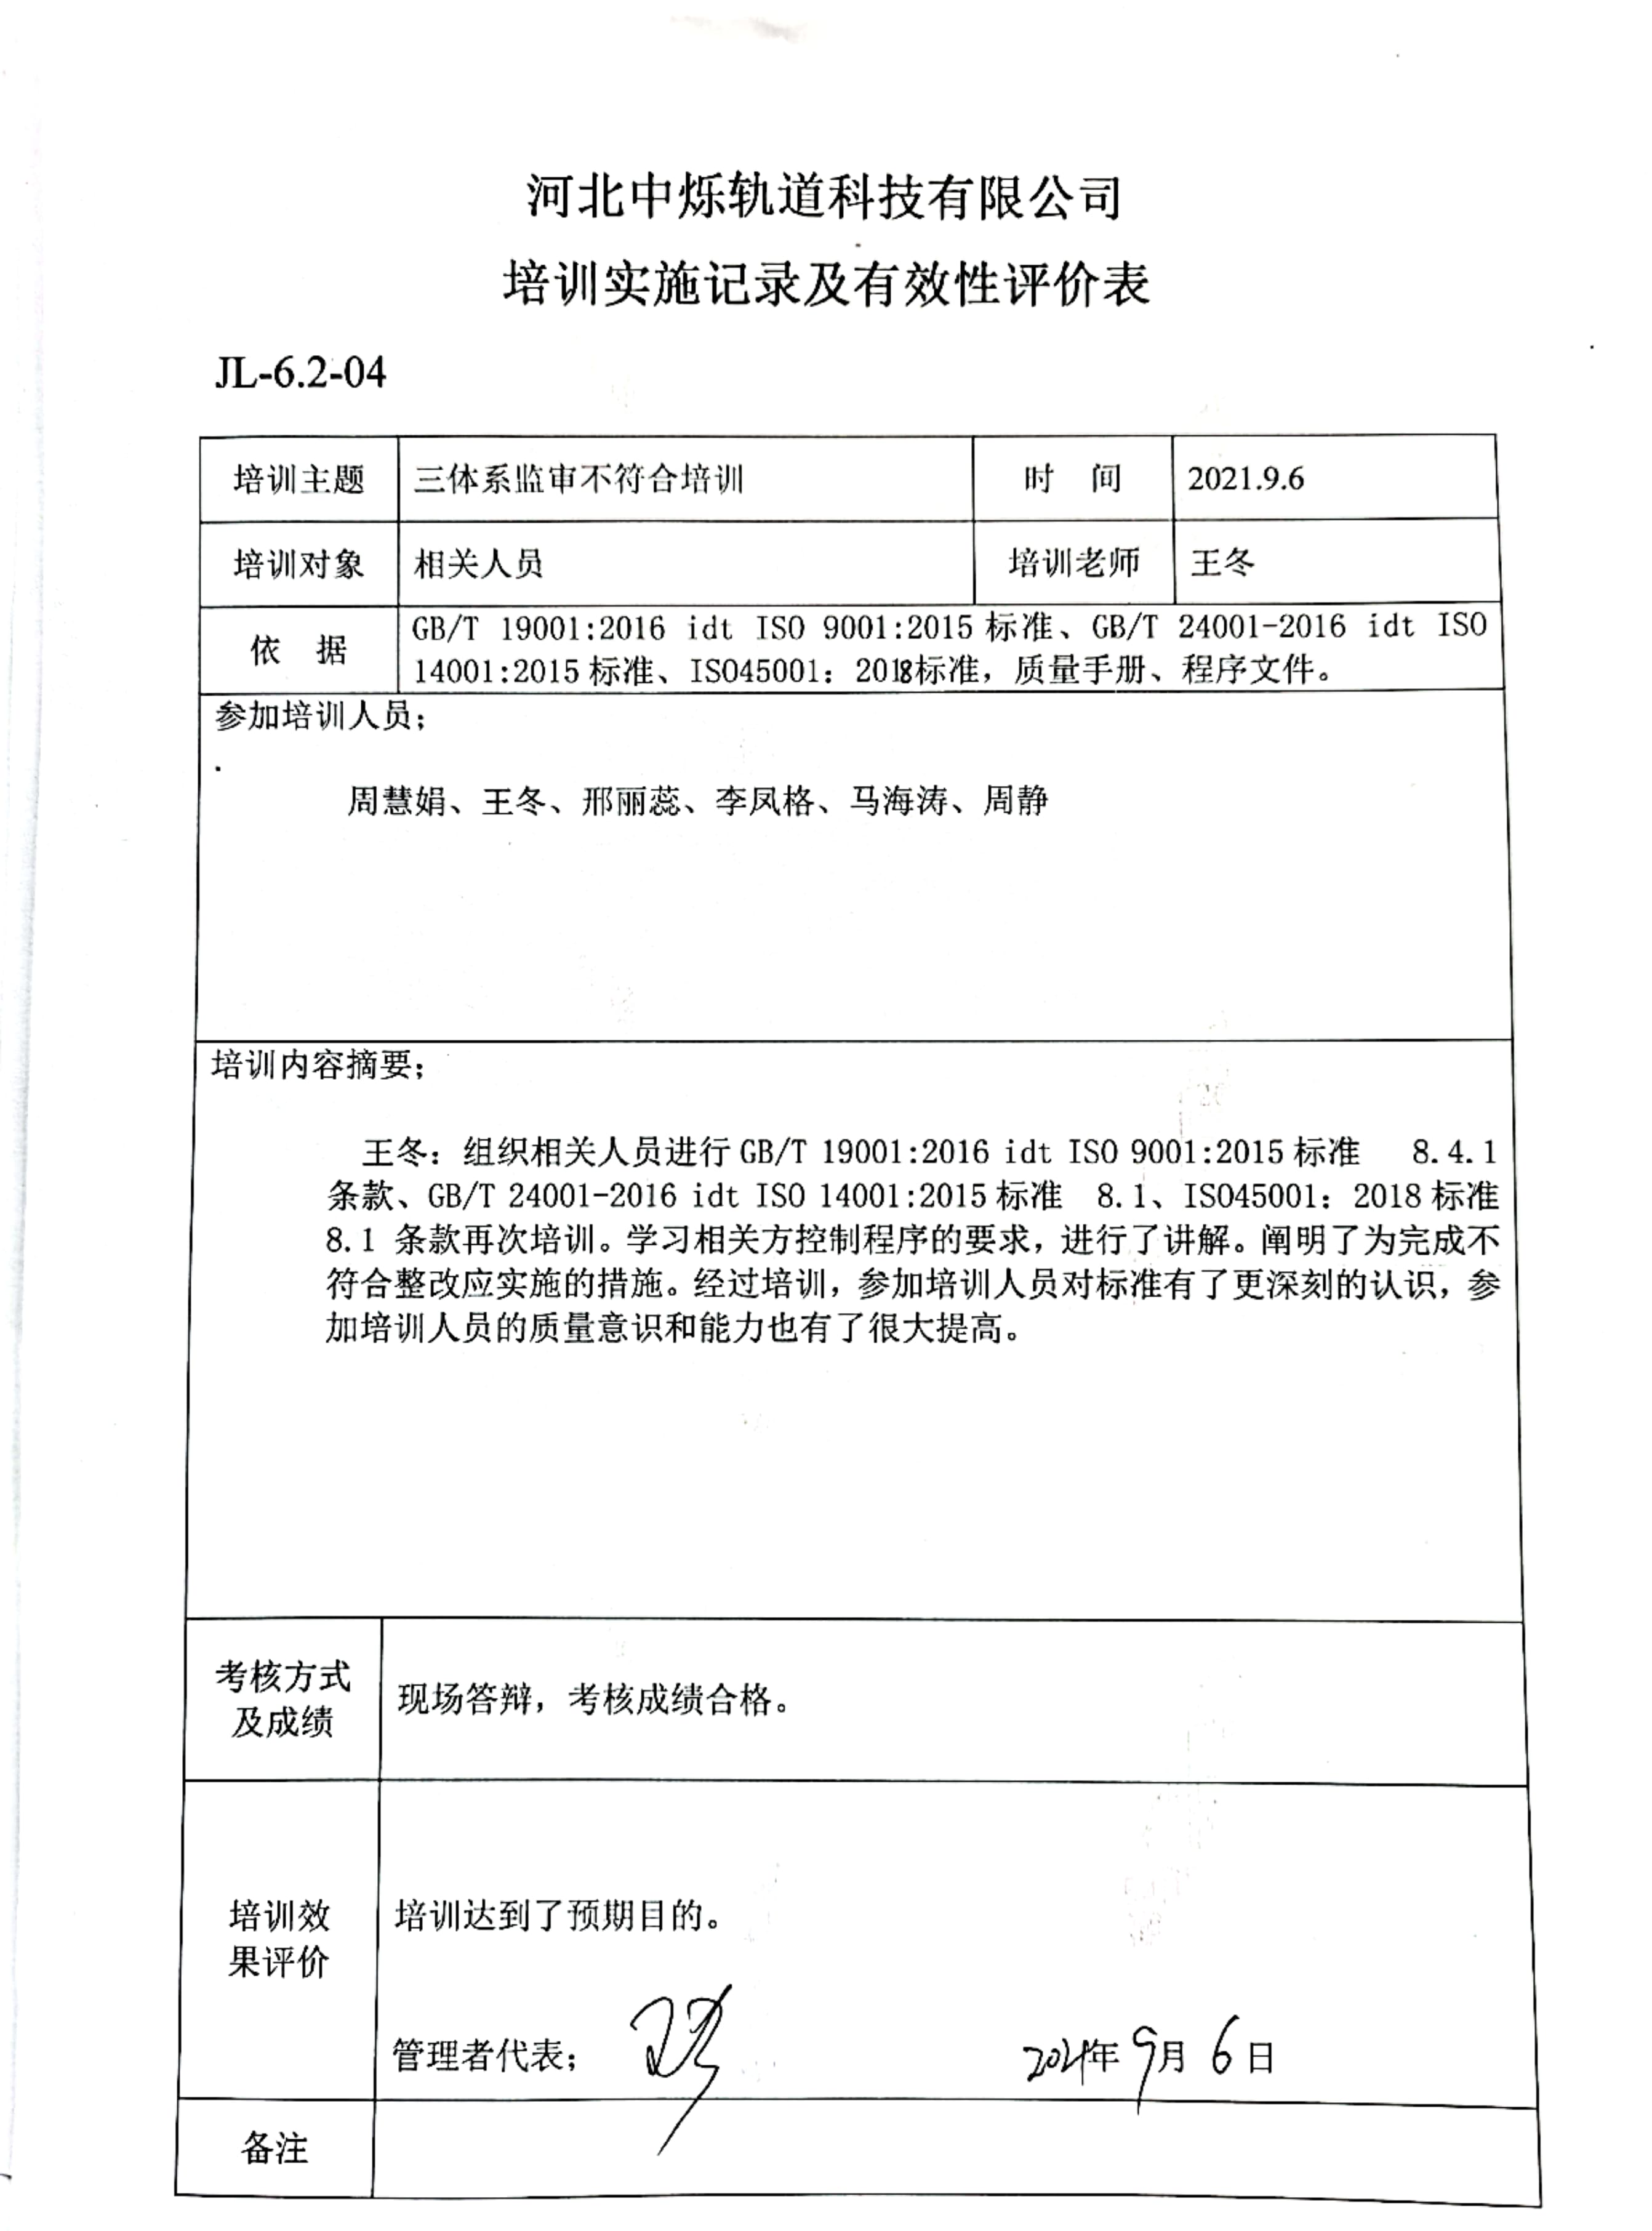 河北中烁轨道科技有限公司
培训实施记录及有效性评价表
JL-6.2-04
培训主题 三体系监审不符合培训 时 间 2021.9.6
培训对象 相关人员 培训老师 王冬
依 据 GB/T 19001:2016 idt ISO 9001:2015 标准、GB/T 24001-2016 idt ISO
14001:2015 标准、ISO45001：2018标准，质量手册、程序文件。
参加培训人员；
周慧娟、王冬、邢丽蕊、李凤格、马海涛、周静
培训内容摘要；
王冬：组织相关人员进行 GB/T 19001:2016 idt ISO 9001:2015 标准 8.4.1
条款、GB/T 24001-2016 idt ISO 14001:2015 标准 8.1、ISO45001：2018 标准
8.1 条款再次培训。学习相关方控制程序的要求，进行了讲解。阐明了为完成不
符合整改应实施的措施。经过培训，参加培训人员对标准有了更深刻的认识，参
加培训人员的质量意识和能力也有了很大提高。
考核方式
及成绩
现场答辩，考核成绩合格。
培训效
果评价
培训达到了预期目的。
管理者代表； 2021年 9月 6日
备注